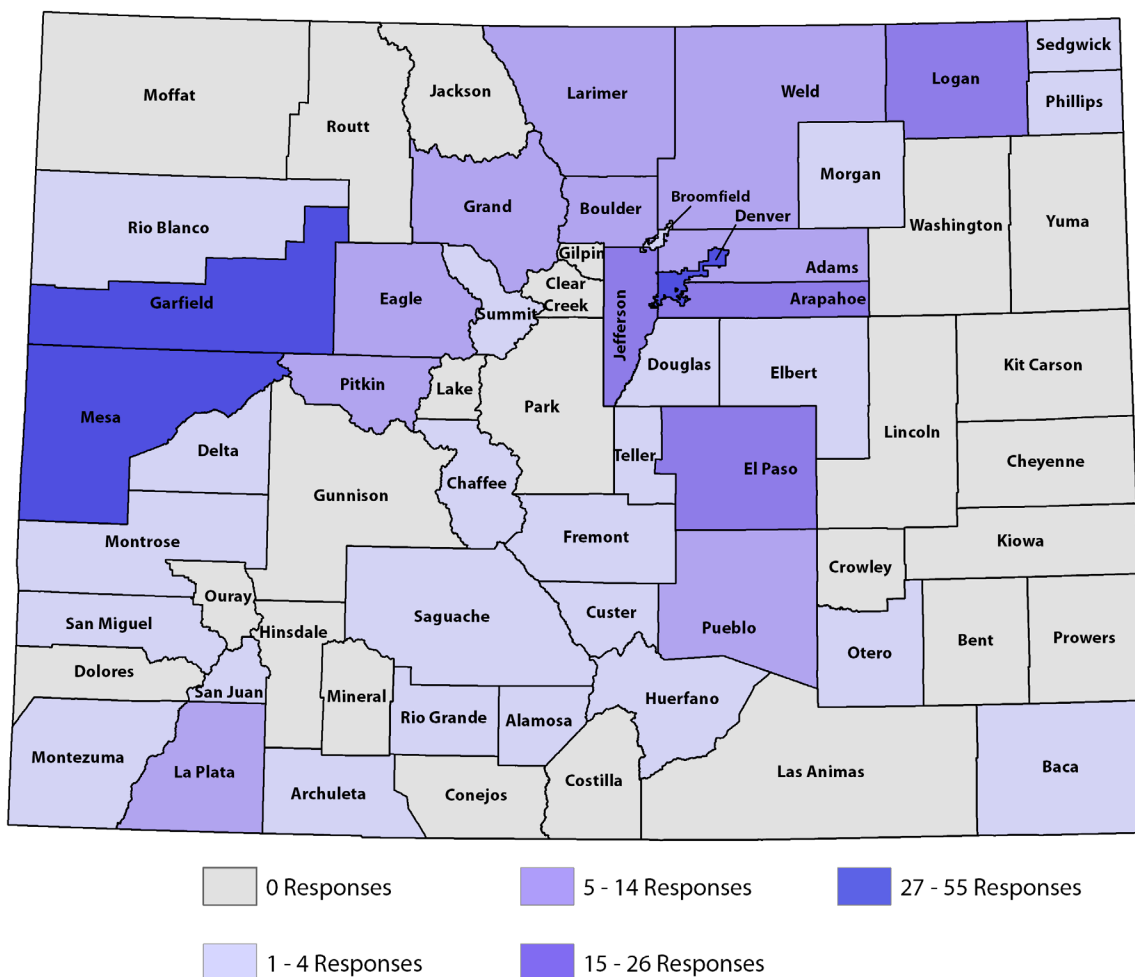 Sedgwick
Moffat
Jackson
Larimer
Weld
Logan
Phillips
Routt
Morgan
Grand
Boulder
Broomfield
Denver
Washington
Yuma
Rio Blanco
Gilpin
Adams
Garfield
Eagle
Clear
Creek
Arapahoe
Summit
Jefferson
Douglas
Elbert
Kit Carson
Pitkin
Lake
Park
Mesa
Lincoln
Delta
Teller
El Paso
Cheyenne
Gunnison
Chaffee
Montrose
Fremont
Kiowa
Crowley
Ouray
San Miguel
Hinsdale
Saguache
Custer
Pueblo
Otero
Bent
Prowers
Dolores
San Juan
Mineral
Rio Grande
Alamosa
Huerfano
Montezuma
La Plata
Archuleta
Conejos
Costilla
Las Animas
Baca
0 Responses
5 - 14 Responses
27 - 55 Responses
1 - 4 Responses
15 - 26 Responses